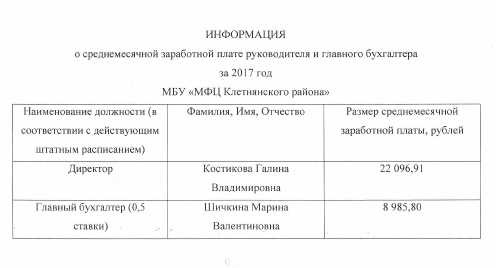 ИНФОРМАЦИЯ
о среднемесячной заработной плате руководителя и главного бухгалтера
за 2017 год
МБУ «МФЦ Клетнянского района»
Наименование должности (в соответствии с действующим штатным расписанием)
Фамилия, Имя, Отчество
Размер среднемесячной заработной платы, рублей
Директор
Костикова Галина Владимировна
22 096,91
Главный бухгалтер (0,5 ставки)
Шичкина Марина Валентиновна
8 985,80